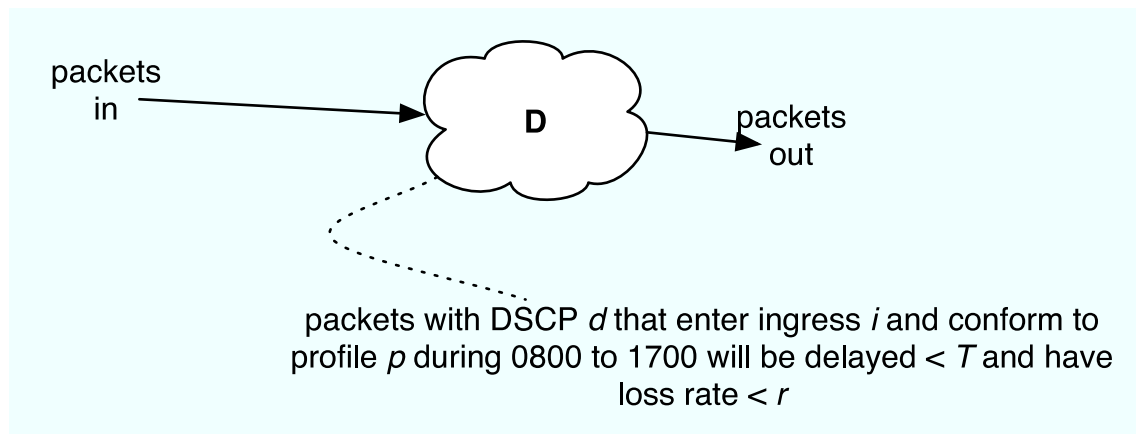 packets
in
D
packets
out
packets with DSCP d that enter ingress i and conform to
profile p during 0800 to 1700 will be delayed < T and have
loss rate < r